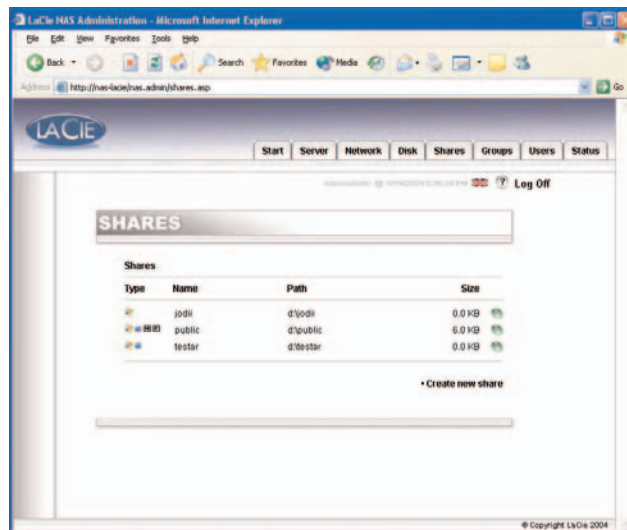 LaCie NAS Administration - Microsoft Internet Explorer
File Edit View Favorites Tools Help
Back Search Favorites Media
Address http://nas-lacie/nas.admin/shares.asp Go
LACIE
Start Server Network Disk Shares Groups Users Status
? Log Off
SHARES
Shares
Type Name Path Size
jodii d:\jodii 0.0 KB
public d:\public 6.0 KB
testar d:\testar 0.0 KB
• Create new share
© Copyright LaCie 2004